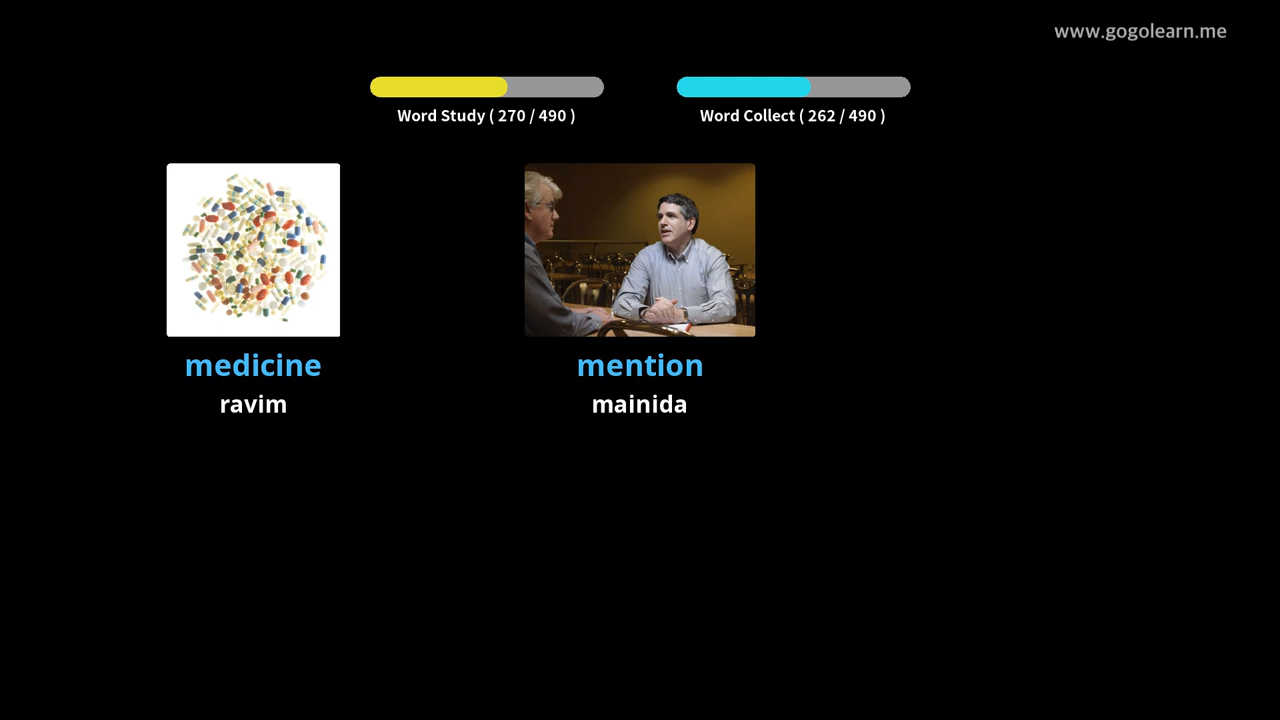 www.gogolearn.me
Word Study ( 270 / 490 )
Word Collect ( 262 / 490 )
medicine
ravim
mention
mainida